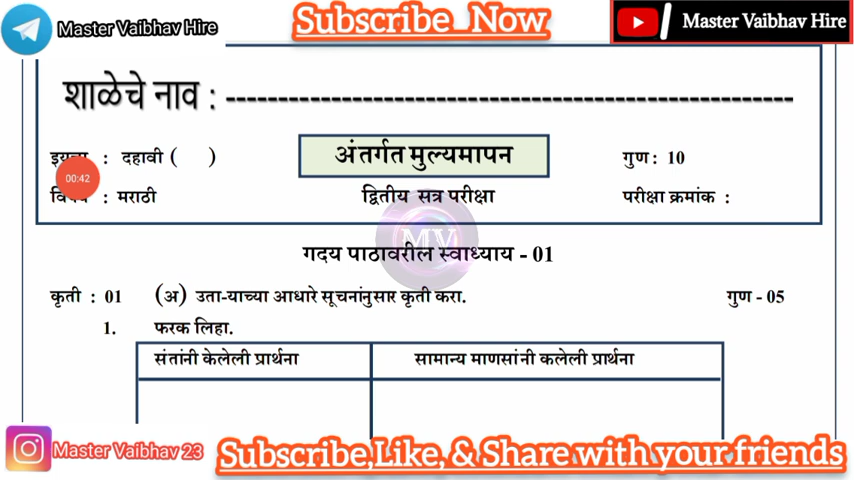 Master Vaibhav Hire
Subscribe Now
Master Vaibhav Hire
शाळेचे नाव : ------------------------------------------------------
: दहावी ( )
अंतर्गत मुल्यमापन
गुण : 10
00:42
: मराठी
द्वितीय सत्र परीक्षा
परीक्षा क्रमांक :
MV
गदय पाठावरील स्वाध्याय - 01
कृती : 01 (अ) उता-याच्या आधारे सूचनांनुसार कृती करा. गुण - 05
1. फरक लिहा.
संतांनी केलेली प्रार्थना
सामान्य माणसांनी कलेली प्रार्थना
Master Vaibhav 23
Subscribe,Like, & Share with your friends